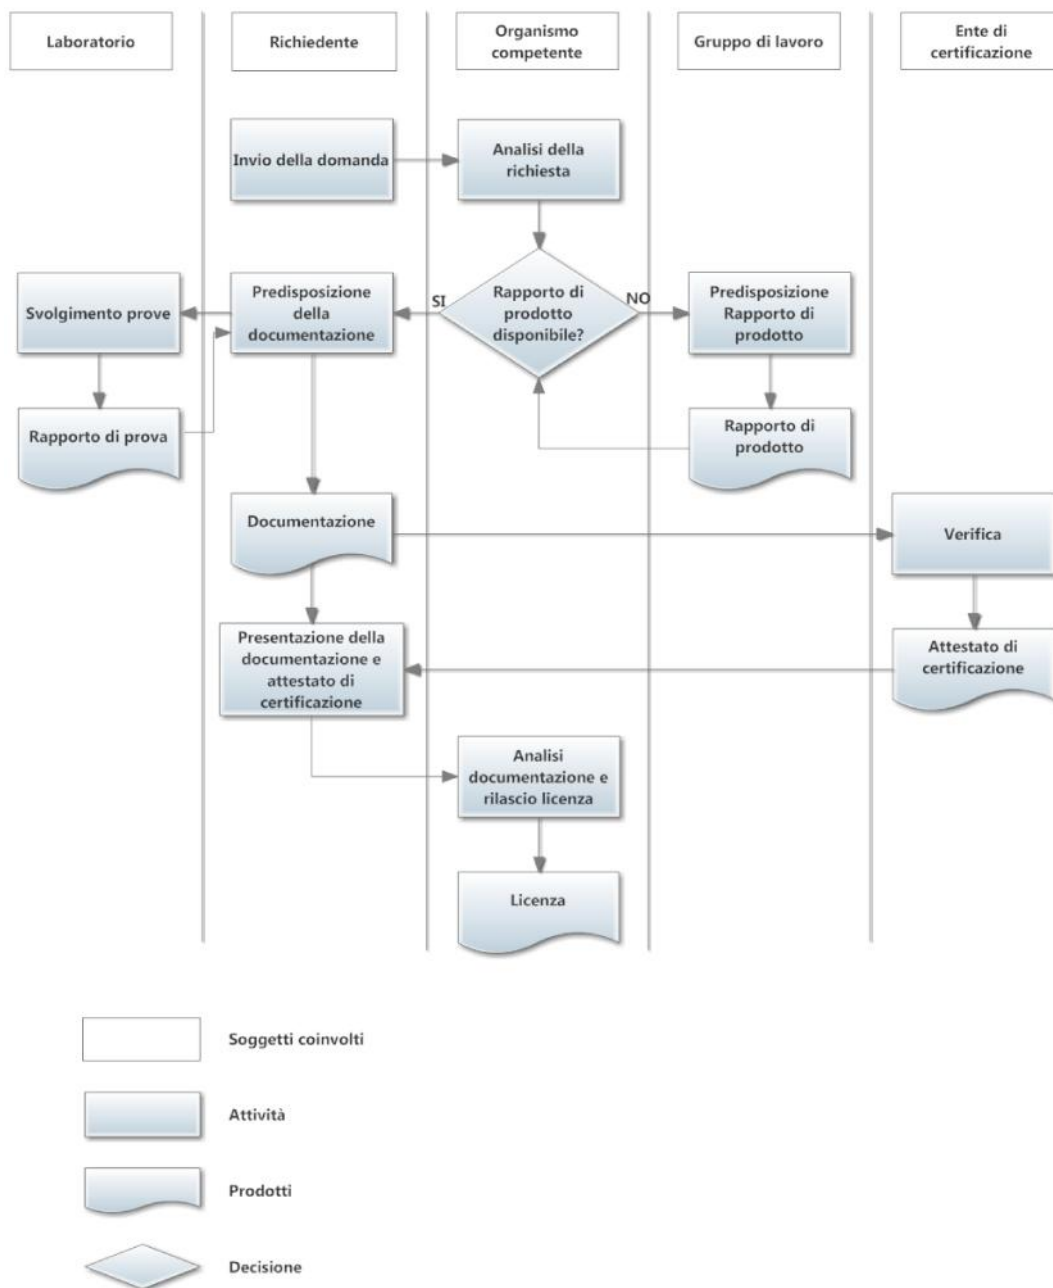 Laboratorio
Richiedente
Organismo
competente
Gruppo di lavoro
Ente di
certificazione
Invio della domanda
Analisi della
richiesta
Svolgimento prove
Predisposizione
della
documentazione
SI
Rapporto di
prodotto
disponibile?
NO
Predisposizione
Rapporto di
prodotto
Rapporto di prova
Rapporto di
prodotto
Documentazione
Verifica
Presentazione della
documentazione e
attestato di
certificazione
Attestato di
certificazione
Analisi
documentazione e
rilascio licenza
Licenza
Soggetti coinvolti
Attività
Prodotti
Decisione